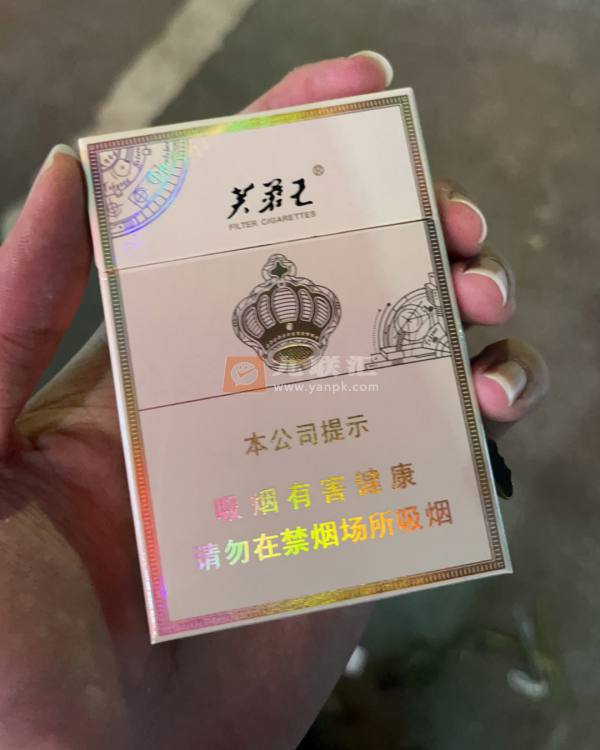 芙蓉王®
FILTER CIGARETTES
www.yanpk.com
本公司提示
吸烟有害健康
请勿在禁烟场所吸烟